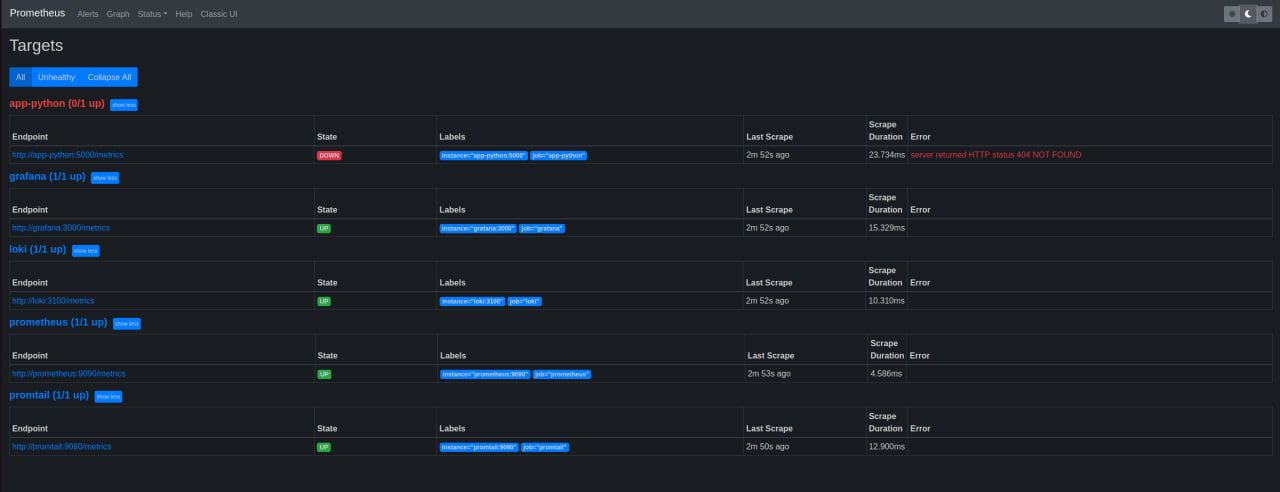 Prometheus Alerts Graph Status Help Classic UI
Targets
All Unhealthy Collapse All
app-python (0/1 up) show less
Endpoint State Labels Last Scrape Scrape Duration Error
http://app-python:5000/metrics DOWN instance="app-python:5000" job="app-python" 2m 52s ago 23.734ms server returned HTTP status 404 NOT FOUND
grafana (1/1 up) show less
Endpoint State Labels Last Scrape Scrape Duration Error
http://grafana:3000/metrics UP instance="grafana:3000" job="grafana" 2m 52s ago 15.329ms
loki (1/1 up) show less
Endpoint State Labels Last Scrape Scrape Duration Error
http://loki:3100/metrics UP instance="loki:3100" job="loki" 2m 52s ago 10.310ms
prometheus (1/1 up) show less
Endpoint State Labels Last Scrape Scrape Duration Error
http://prometheus:9090/metrics UP instance="prometheus:9090" job="prometheus" 2m 53s ago 4.586ms
promtail (1/1 up) show less
Endpoint State Labels Last Scrape Scrape Duration Error
http://promtail:9080/metrics UP instance="promtail:9080" job="promtail" 2m 50s ago 12.900ms